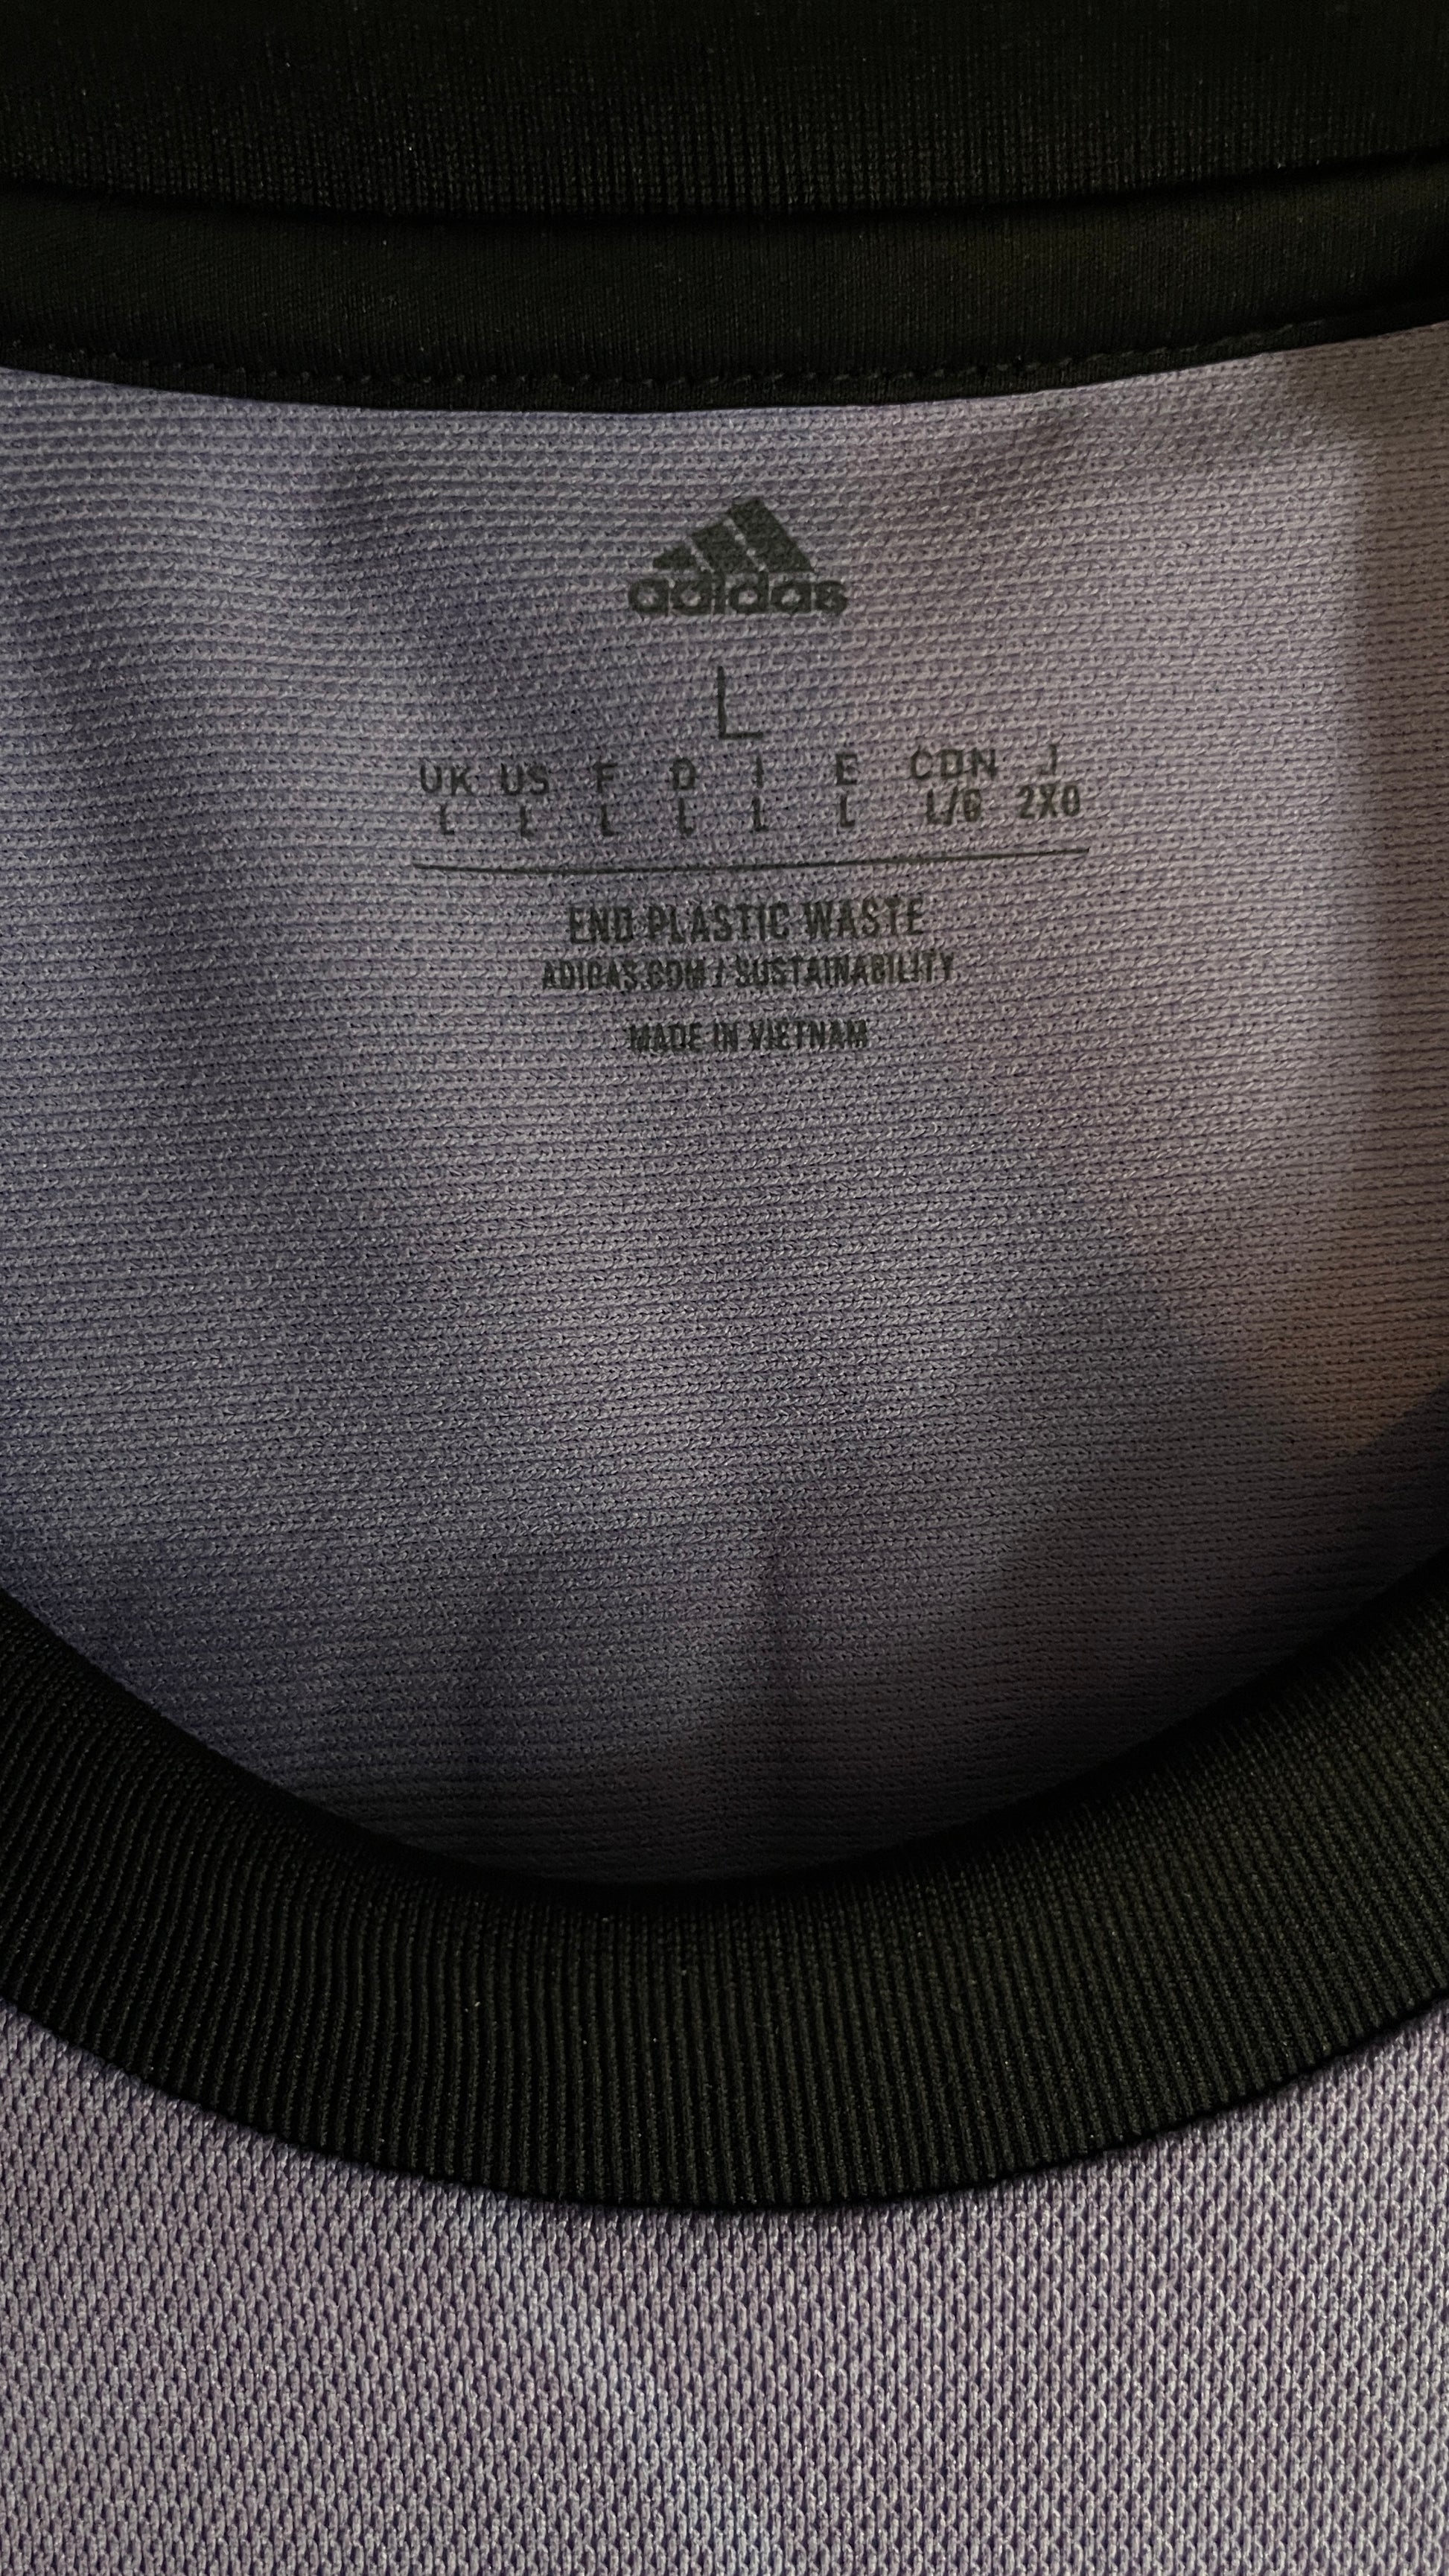 adidas
L
UK US F D I E CDN J
L L L L L L L/G 2XO
END PLASTIC WASTE
ADIDAS.COM / SUSTAINABILITY
MADE IN VIETNAM